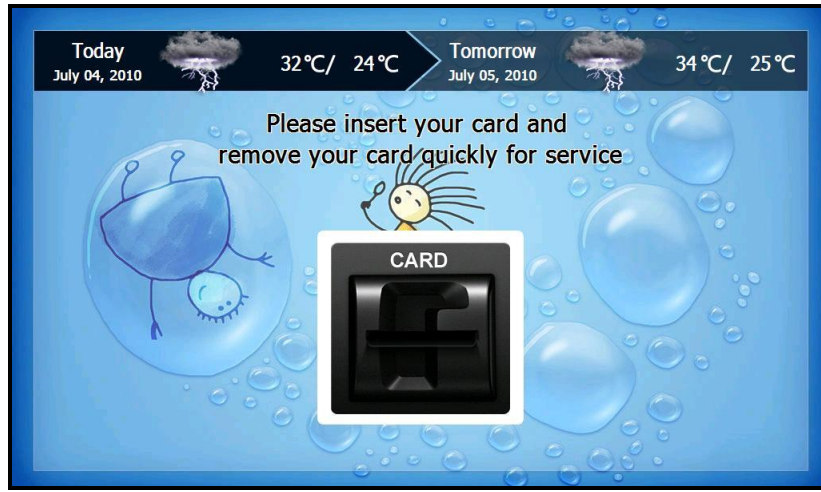 Today
July 04, 2010
32℃/ 24℃
Tomorrow
July 05, 2010
34℃/ 25℃
Please insert your card and
remove your card quickly for service
CARD